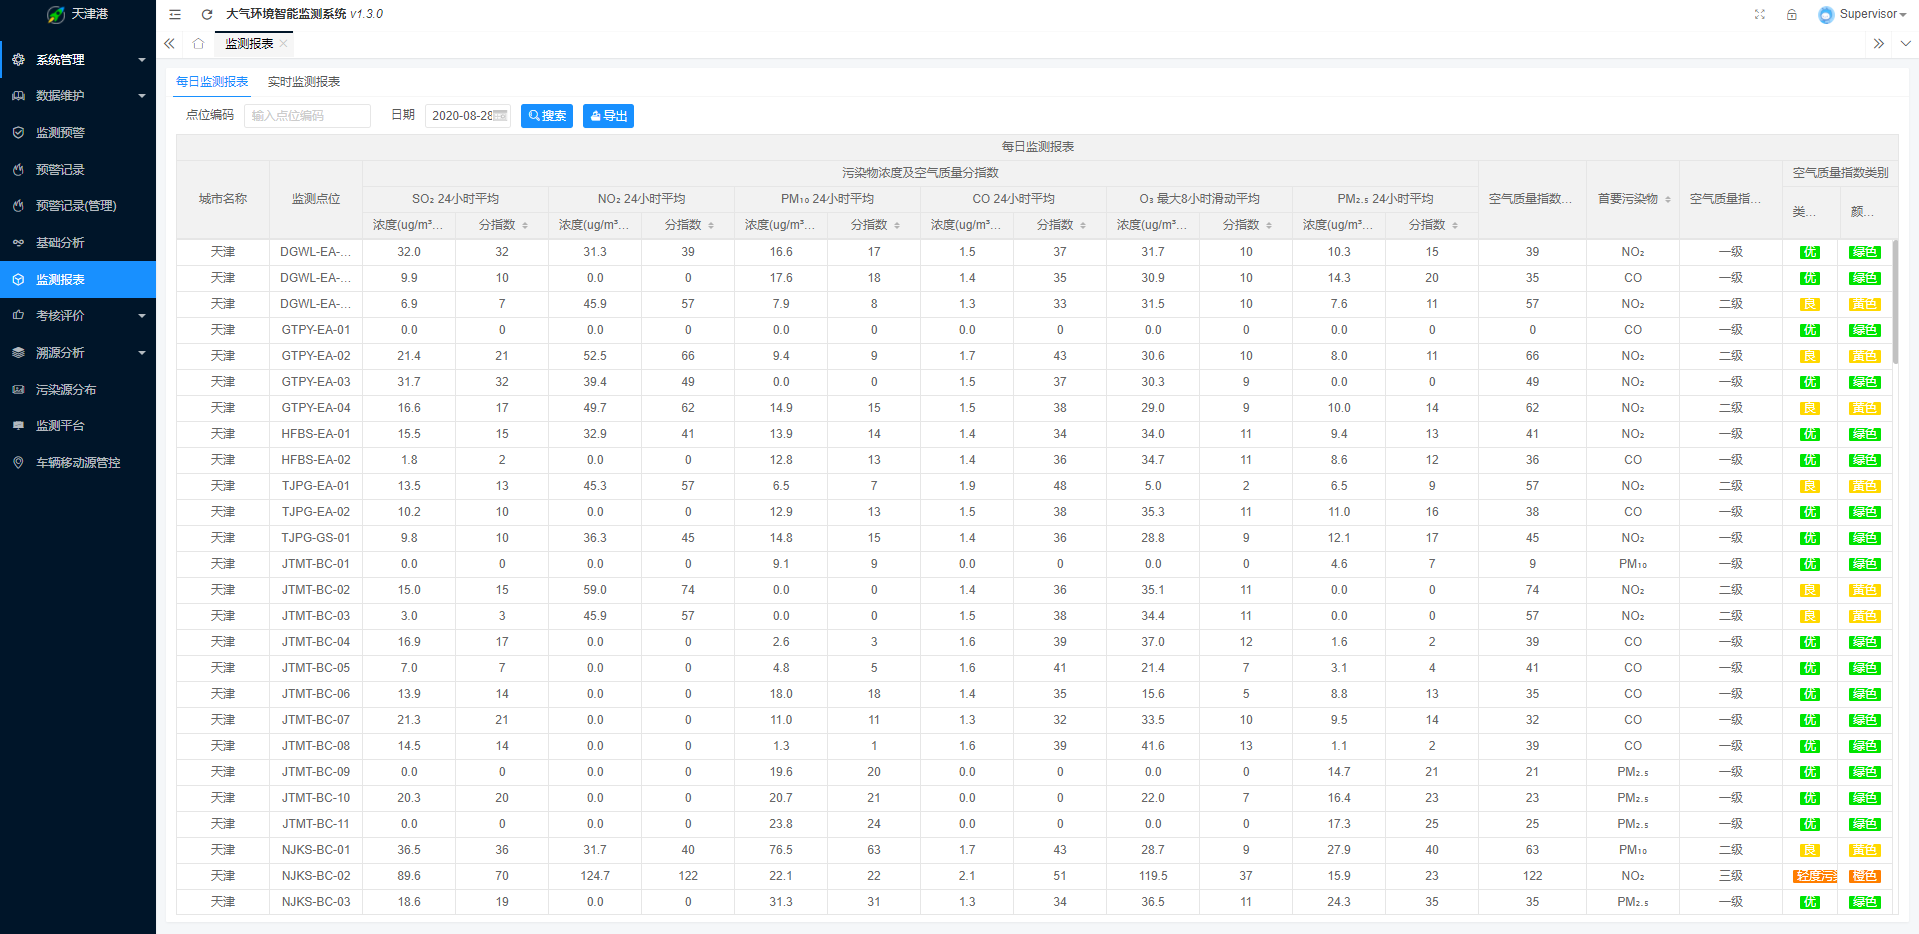 天津港
大气环境智能监测系统 v1.3.0
Supervisor
监测报表
系统管理
数据维护
监测预警
预警记录
预警记录(管理)
基础分析
监测报表
考核评价
溯源分析
污染源分布
监测平台
车辆移动源管控
每日监测报表 实时监测报表
点位编码 输入点位编码 日期 2020-08-28 搜索 导出
每日监测报表
城市名称 监测点位 污染物浓度及空气质量分指数 空气质量指数... 首要污染物 空气质量指... 空气质量指数类别
SO₂ 24小时平均 NO₂ 24小时平均 PM₁₀ 24小时平均 CO 24小时平均 O₃ 最大8小时滑动平均 PM₂.₅ 24小时平均 类... 颜...
浓度(ug/m³... 分指数 浓度(ug/m³... 分指数 浓度(ug/m³... 分指数 浓度(ug/m³... 分指数 浓度(ug/m³... 分指数 浓度(ug/m³... 分指数
天津 DGWL-EA-... 32.0 32 31.3 39 16.6 17 1.5 37 31.7 10 10.3 15 39 NO₂ 一级 优 绿色
天津 DGWL-EA-... 9.9 10 0.0 0 17.6 18 1.4 35 30.9 10 14.3 20 35 CO 一级 优 绿色
天津 DGWL-EA-... 6.9 7 45.9 57 7.9 8 1.3 33 31.5 10 7.6 11 57 NO₂ 二级 良 黄色
天津 GTPY-EA-01 0.0 0 0.0 0 0.0 0 0.0 0 0.0 0 0.0 0 0 CO 一级 优 绿色
天津 GTPY-EA-02 21.4 21 52.5 66 9.4 9 1.7 43 30.6 10 8.0 11 66 NO₂ 二级 良 黄色
天津 GTPY-EA-03 31.7 32 39.4 49 0.0 0 1.5 37 30.3 9 0.0 0 49 NO₂ 一级 优 绿色
天津 GTPY-EA-04 16.6 17 49.7 62 14.9 15 1.5 38 29.0 9 10.0 14 62 NO₂ 二级 良 黄色
天津 HFBS-EA-01 15.5 15 32.9 41 13.9 14 1.4 34 34.0 11 9.4 13 41 NO₂ 一级 优 绿色
天津 HFBS-EA-02 1.8 2 0.0 0 12.8 13 1.4 36 34.7 11 8.6 12 36 CO 一级 优 绿色
天津 TJPG-EA-01 13.5 13 45.3 57 6.5 7 1.9 48 5.0 2 6.5 9 57 NO₂ 二级 良 黄色
天津 TJPG-EA-02 10.2 10 0.0 0 12.9 13 1.5 38 35.3 11 11.0 16 38 CO 一级 优 绿色
天津 TJPG-GS-01 9.8 10 36.3 45 14.8 15 1.4 36 28.8 9 12.1 17 45 NO₂ 一级 优 绿色
天津 JTMT-BC-01 0.0 0 0.0 0 9.1 9 0.0 0 0.0 0 4.6 7 9 PM₁₀ 一级 优 绿色
天津 JTMT-BC-02 15.0 15 59.0 74 0.0 0 1.4 36 35.1 11 0.0 0 74 NO₂ 二级 良 黄色
天津 JTMT-BC-03 3.0 3 45.9 57 0.0 0 1.5 38 34.4 11 0.0 0 57 NO₂ 二级 良 黄色
天津 JTMT-BC-04 16.9 17 0.0 0 2.6 3 1.6 39 37.0 12 1.6 2 39 CO 一级 优 绿色
天津 JTMT-BC-05 7.0 7 0.0 0 4.8 5 1.6 41 21.4 7 3.1 4 41 CO 一级 优 绿色
天津 JTMT-BC-06 13.9 14 0.0 0 18.0 18 1.4 35 15.6 5 8.8 13 35 CO 一级 优 绿色
天津 JTMT-BC-07 21.3 21 0.0 0 11.0 11 1.3 32 33.5 10 9.5 14 32 CO 一级 优 绿色
天津 JTMT-BC-08 14.5 14 0.0 0 1.3 1 1.6 39 41.6 13 1.1 2 39 CO 一级 优 绿色
天津 JTMT-BC-09 0.0 0 0.0 0 19.6 20 0.0 0 0.0 0 14.7 21 21 PM₂.₅ 一级 优 绿色
天津 JTMT-BC-10 20.3 20 0.0 0 20.7 21 0.0 0 22.0 7 16.4 23 23 PM₂.₅ 一级 优 绿色
天津 JTMT-BC-11 0.0 0 0.0 0 23.8 24 0.0 0 0.0 0 17.3 25 25 PM₂.₅ 一级 优 绿色
天津 NJKS-BC-01 36.5 36 31.7 40 76.5 63 1.7 43 28.7 9 27.9 40 63 PM₁₀ 二级 良 黄色
天津 NJKS-BC-02 89.6 70 124.7 122 22.1 22 2.1 51 119.5 37 15.9 23 122 NO₂ 三级 轻度污染 橙色
天津 NJKS-BC-03 18.6 19 0.0 0 31.3 31 1.3 34 36.5 11 24.3 35 35 PM₂.₅ 一级 优 绿色